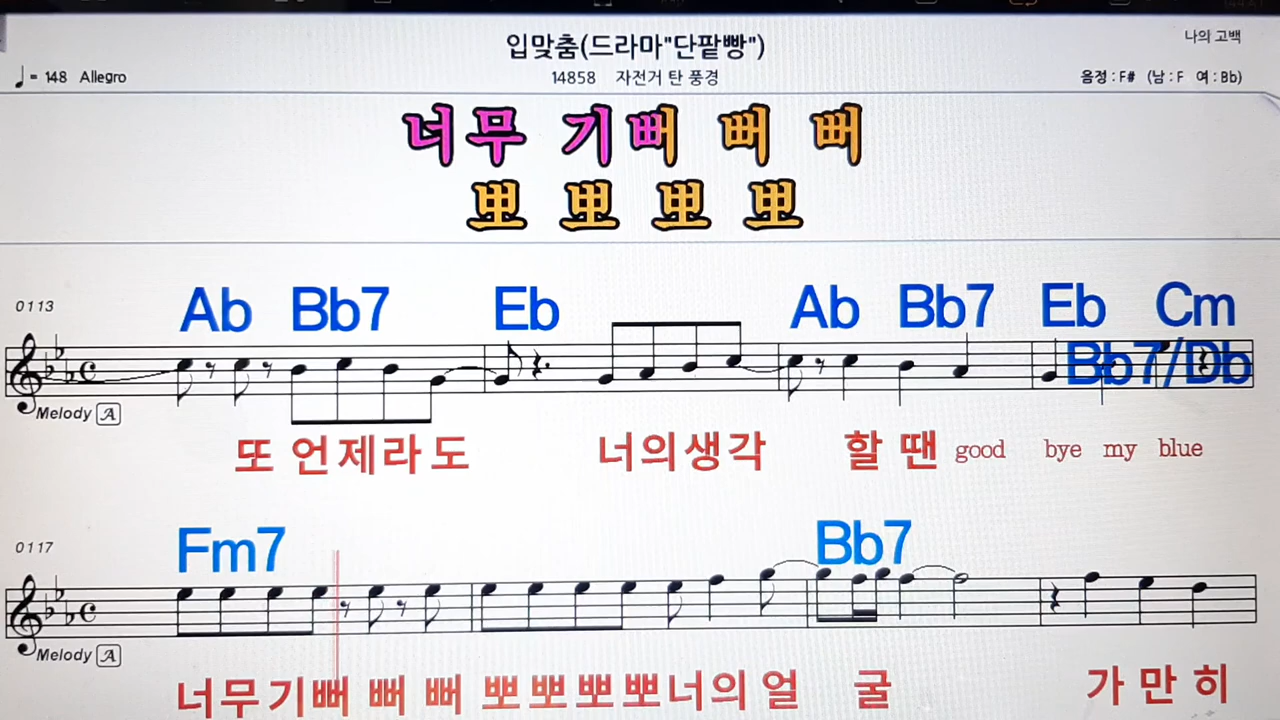 입맞춤(드라마"단팥빵")
나의 고백
♩= 148 Allegro
14858 자전거 탄 풍경
음정 : F# (남 : F 여 : Bb)
너무 기뻐 뻐 뻐
뽀 뽀 뽀 뽀
0113
Ab Bb7 Eb Ab Bb7 Eb Cm
Bb7/Db
Melody A
또 언제라도 너의생각 할 땐 good bye my blue
0117
Fm7 Bb7
Melody A
너무기뻐 뻐 뻐 뽀뽀뽀뽀너의 얼 굴 가 만 히